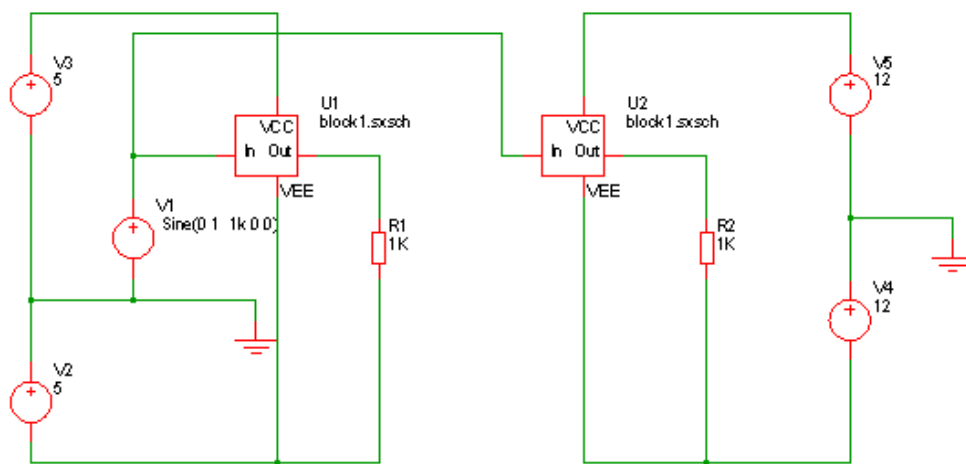 V3
5
V5
12
U1
block1.sxsch
U2
block1.sxsch
VCC
In Out
VEE
VCC
In Out
VEE
V1
Sine(0 1 1k 0 0)
R1
1K
R2
1K
V4
12
V2
5